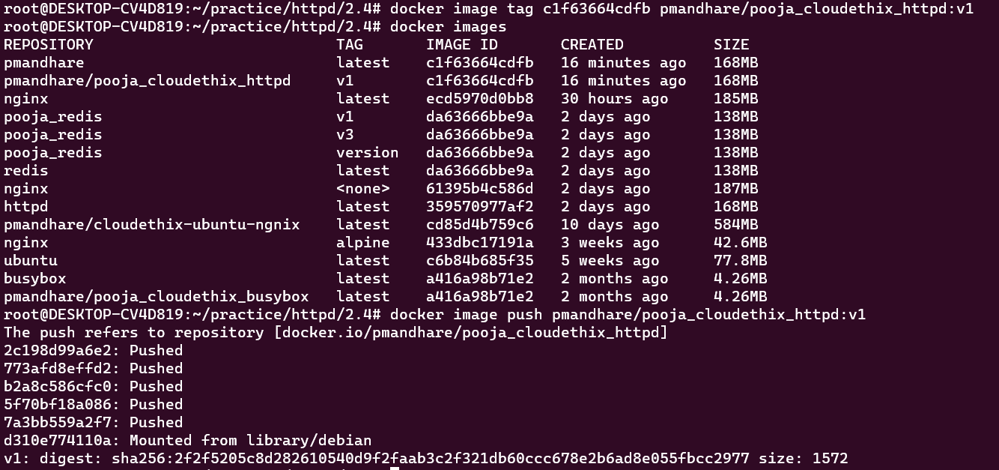 root@DESKTOP-CV4D819:~/practice/httpd/2.4# docker image tag c1f63664cdfb pmandhare/pooja_cloudethix_httpd:v1
root@DESKTOP-CV4D819:~/practice/httpd/2.4# docker images
REPOSITORY                           TAG       IMAGE ID       CREATED          SIZE
pmandhare                            latest    c1f63664cdfb   16 minutes ago   168MB
pmandhare/pooja_cloudethix_httpd     v1        c1f63664cdfb   16 minutes ago   168MB
nginx                                latest    ecd5970d0bb8   30 hours ago     185MB
pooja_redis                          v1        da63666bbe9a   2 days ago       138MB
pooja_redis                          v3        da63666bbe9a   2 days ago       138MB
pooja_redis                          version   da63666bbe9a   2 days ago       138MB
redis                                latest    da63666bbe9a   2 days ago       138MB
nginx                                <none>    61395b4c586d   2 days ago       187MB
httpd                                latest    359570977af2   2 days ago       168MB
pmandhare/cloudethix-ubuntu-ngnix    latest    cd85d4b759c6   10 days ago      584MB
nginx                                alpine    433dbc17191a   3 weeks ago      42.6MB
ubuntu                               latest    c6b84b685f35   5 weeks ago      77.8MB
busybox                              latest    a416a98b71e2   2 months ago     4.26MB
pmandhare/pooja_cloudethix_busybox   latest    a416a98b71e2   2 months ago     4.26MB
root@DESKTOP-CV4D819:~/practice/httpd/2.4# docker image push pmandhare/pooja_cloudethix_httpd:v1
The push refers to repository [docker.io/pmandhare/pooja_cloudethix_httpd]
2c198d99a6e2: Pushed
773afd8effd2: Pushed
b2a8c586cfc0: Pushed
5f70bf18a086: Pushed
7a3bb559a2f7: Pushed
d310e774110a: Mounted from library/debian
v1: digest: sha256:2f2f5205c8d282610540d9f2faab3c2f321db60ccc678e2b6ad8e055fbcc2977 size: 1572